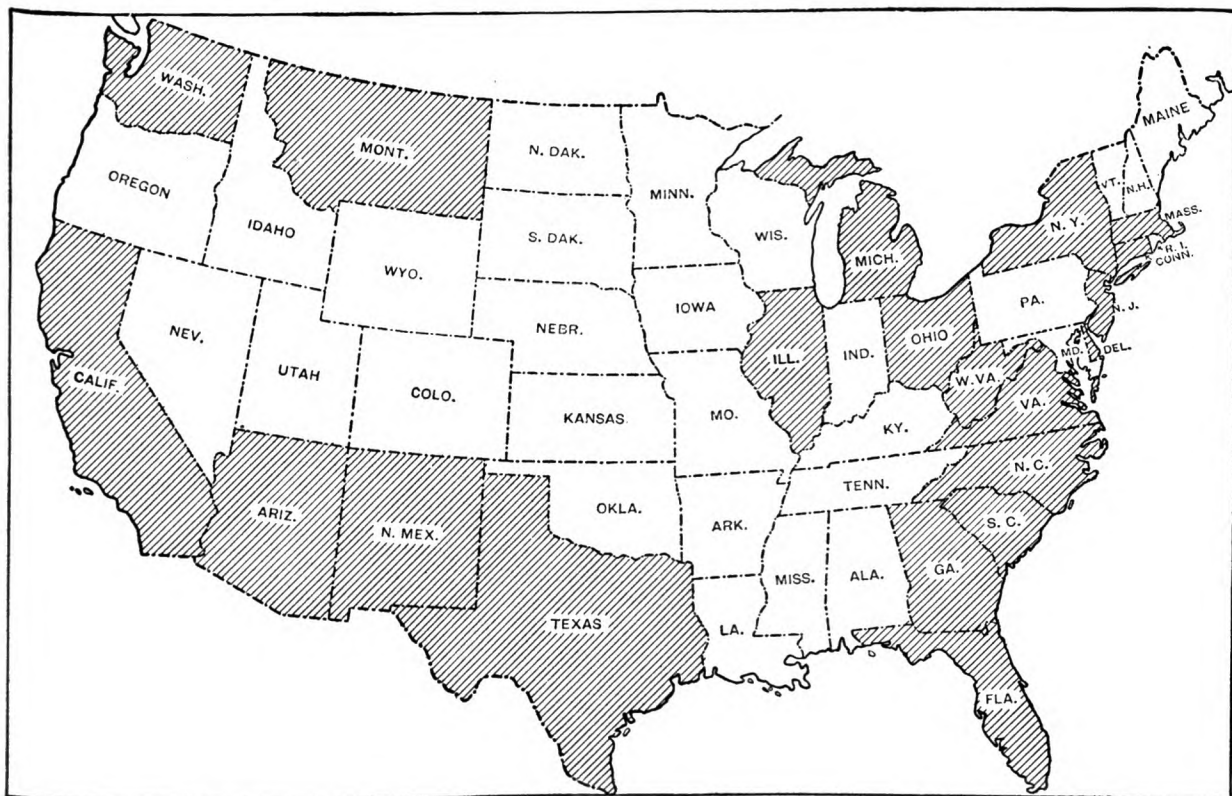 WASH.
MONT.
N. DAK.
MINN.
MAINE
VT.
N.H.
OREGON
IDAHO
S. DAK.
WIS.
MICH.
N. Y.
MASS.
R. I.
CONN.
WYO.
IOWA
PA.
N. J.
NEV.
NEBR.
ILL.
IND.
OHIO
MD.
DEL.
CALIF.
UTAH
COLO.
KANSAS
MO.
W. VA.
VA.
KY.
N. C.
TENN.
ARIZ.
N. MEX.
OKLA.
ARK.
S. C.
MISS.
ALA.
GA.
TEXAS
LA.
FLA.